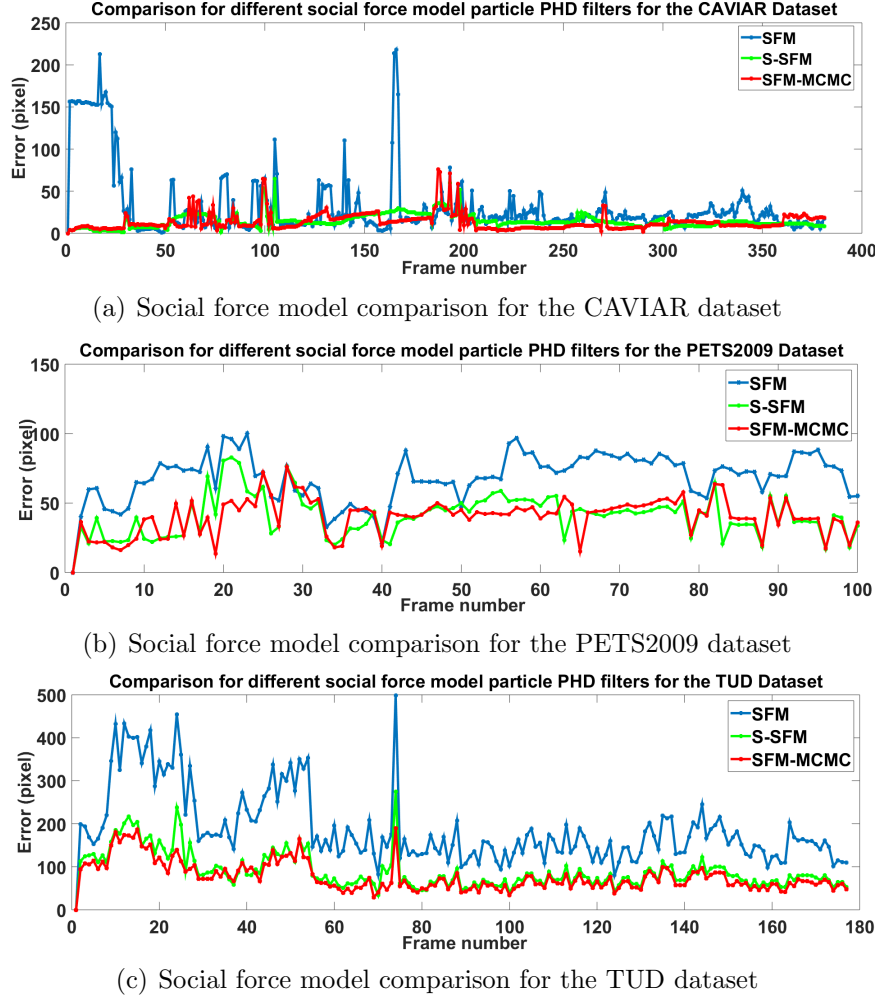 Comparison for different social force model particle PHD filters for the CAVIAR Dataset
250
200
150
100
50
0
Error (pixel)
SFM
S-SFM
SFM-MCMC
0 50 100 150 200 250 300 350 400
Frame number
(a) Social force model comparison for the CAVIAR dataset
Comparison for different social force model particle PHD filters for the PETS2009 Dataset
150
100
50
0
Error (pixel)
SFM
S-SFM
SFM-MCMC
0 10 20 30 40 50 60 70 80 90 100
Frame number
(b) Social force model comparison for the PETS2009 dataset
Comparison for different social force model particle PHD filters for the TUD Dataset
500
400
300
200
100
0
Error (pixel)
SFM
S-SFM
SFM-MCMC
0 20 40 60 80 100 120 140 160 180
Frame number
(c) Social force model comparison for the TUD dataset